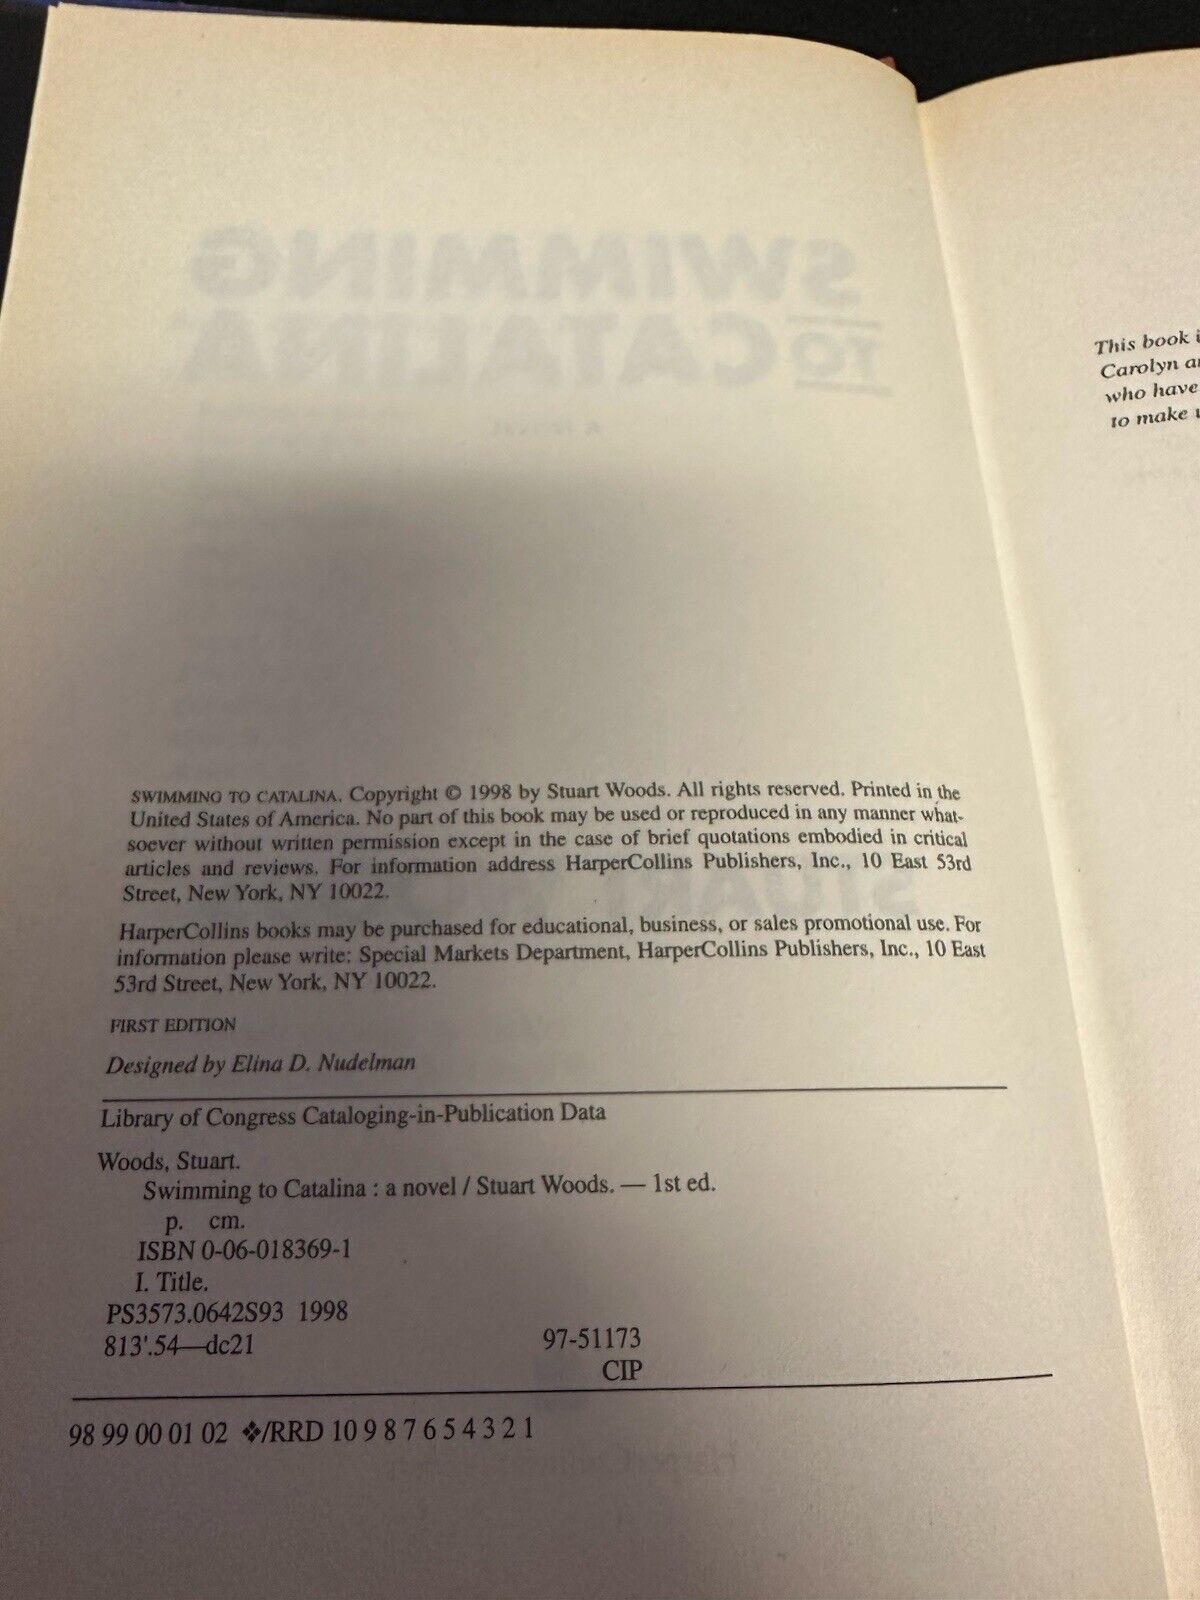 SWIMMING
TO CATALINA
a novel
SWIMMING TO CATALINA. Copyright © 1998 by Stuart Woods. All rights reserved. Printed in the
United States of America. No part of this book may be used or reproduced in any manner what-
soever without written permission except in the case of brief quotations embodied in critical
articles and reviews. For information address HarperCollins Publishers, Inc., 10 East 53rd
Street, New York, NY 10022.
HarperCollins books may be purchased for educational, business, or sales promotional use. For
information please write: Special Markets Department, HarperCollins Publishers, Inc., 10 East
53rd Street, New York, NY 10022.
FIRST EDITION
Designed by Elina D. Nudelman
Library of Congress Cataloging-in-Publication Data
Woods, Stuart.
Swimming to Catalina : a novel / Stuart Woods. — 1st ed.
p. cm.
ISBN 0-06-018369-1
I. Title.
PS3573.0642S93 1998
813'.54—dc21 97-51173
CIP
98 99 00 01 02 ❖/RRD 10 9 8 7 6 5 4 3 2 1
This book i
Carolyn a
who have
to make